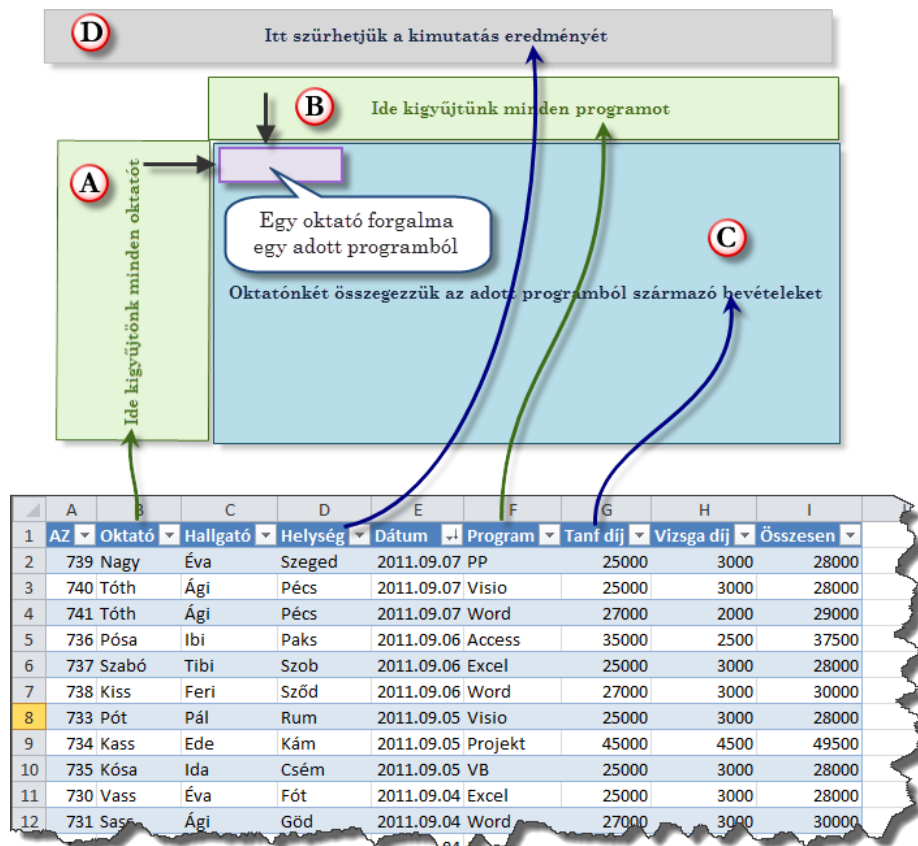 D
Itt szűrhetjük a kimutatás eredményét
B
Ide kigyűjtünk minden programot
A
Ide kigyűjtönk minden oktatót
Egy oktató forgalma
egy adott programból
C
Oktatónkét összegezzük az adott programból származó bevételeket
A B C D E F G H I
1 AZ Oktató Hallgató Helység Dátum Program Tanf díj Vizsga díj Összesen
2 739 Nagy Éva Szeged 2011.09.07 PP 25000 3000 28000
3 740 Tóth Ági Pécs 2011.09.07 Visio 25000 3000 28000
4 741 Tóth Ági Pécs 2011.09.07 Word 27000 2000 29000
5 736 Pósa Ibi Paks 2011.09.06 Access 35000 2500 37500
6 737 Szabó Tibi Szob 2011.09.06 Excel 25000 3000 28000
7 738 Kiss Feri Sződ 2011.09.06 Word 27000 3000 30000
8 733 Pót Pál Rum 2011.09.05 Visio 25000 3000 28000
9 734 Kass Ede Kám 2011.09.05 Projekt 45000 4500 49500
10 735 Kósa Ida Csém 2011.09.05 VB 25000 3000 28000
11 730 Vass Éva Fót 2011.09.04 Excel 25000 3000 28000
12 731 Sass Ági Göd 2011.09.04 Word 27000 3000 30000